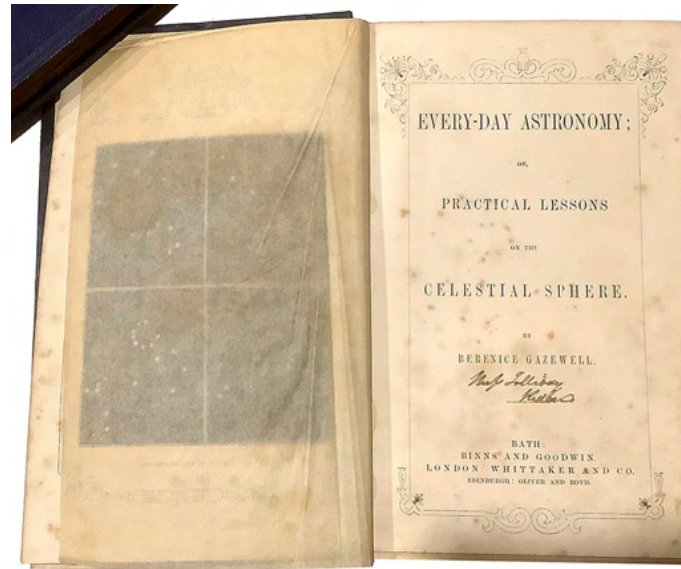 EVERY-DAY ASTRONOMY;
OR,
PRACTICAL LESSONS
ON THE
CELESTIAL SPHERE.
BY
BERENICE GAZEWELL.
BATH:
BINNS AND GOODWIN
LONDON WHITTAKER AND CO.
EDINBURGH: OLIVER AND BOYD.